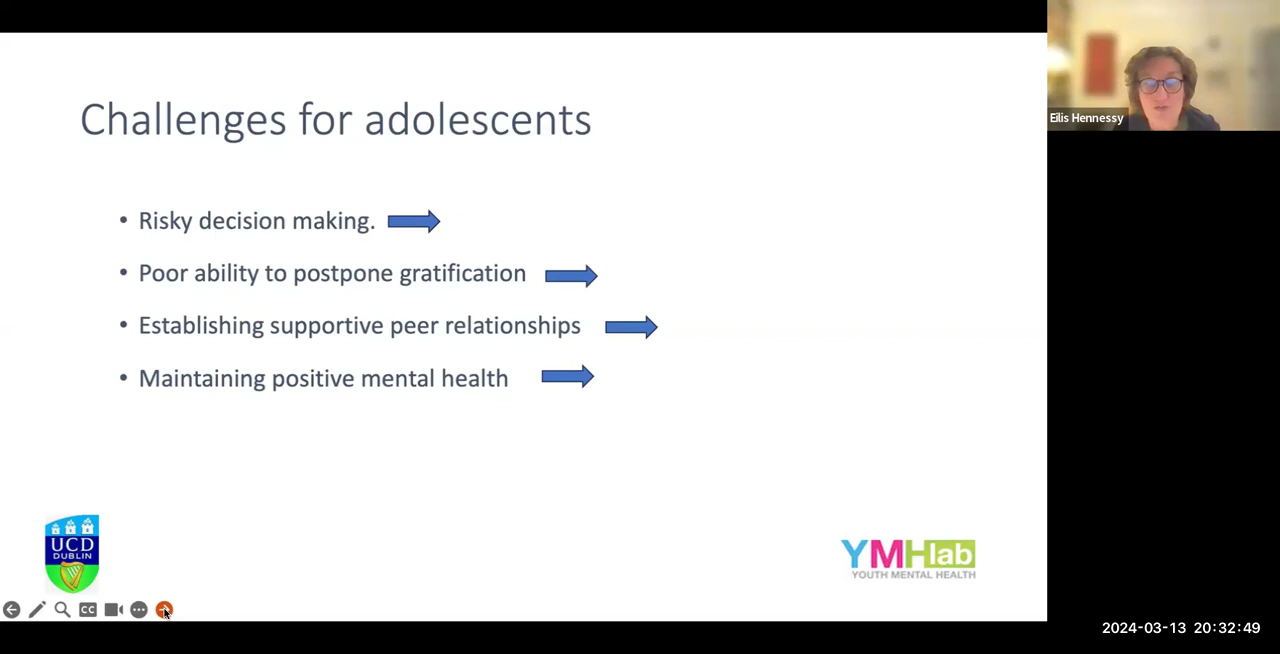 Challenges for adolescents
• Risky decision making.
• Poor ability to postpone gratification
• Establishing supportive peer relationships
• Maintaining positive mental health
UCD
DUBLIN
YMHlab
YOUTH MENTAL HEALTH
CC
Eilis Hennessy
2024-03-13 20:32:49